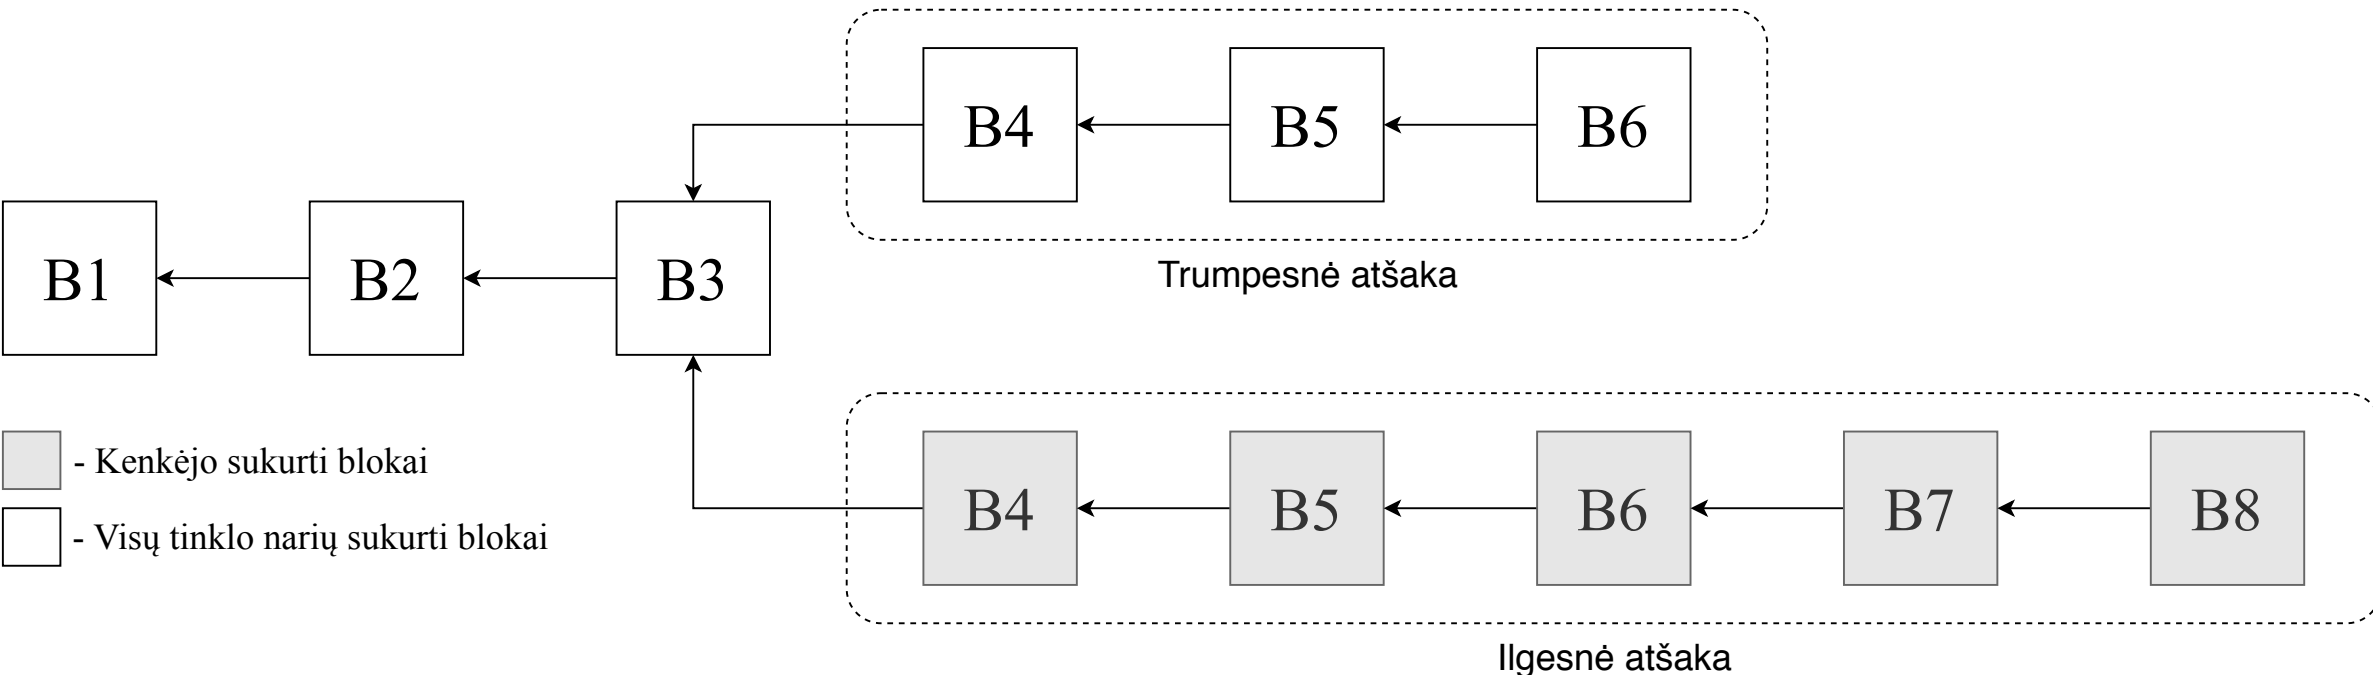 B4 B5 B6
Trumpesnė atšaka
B1 B2 B3
- Kenkėjo sukurti blokai
- Visų tinklo narių sukurti blokai
B4 B5 B6 B7 B8
Ilgesnė atšaka